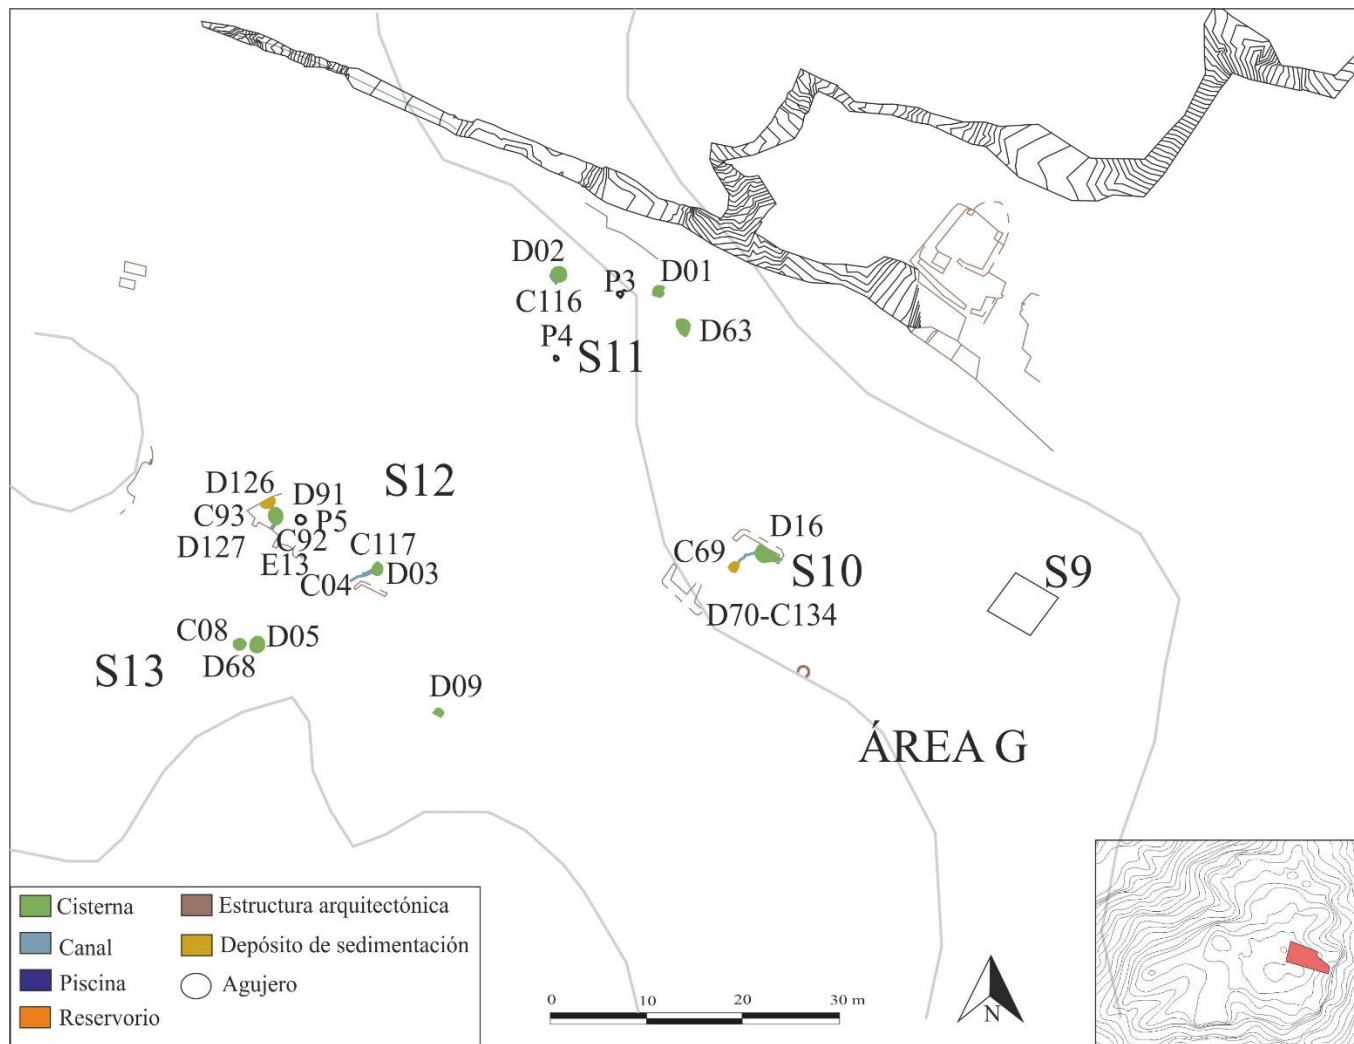 D02
P3
D01
C116
D63
P4
S11
S12
D126
D91
C93
P5
D127
C92
C117
E13
D03
C04
D16
C69
S10
S9
D70-C134
C08
D05
S13
D68
D09
ÁREA G
Cisterna
Canal
Piscina
Reservorio
Estructura arquitectónica
Depósito de sedimentación
Agujero
0 10 20 30 m
N